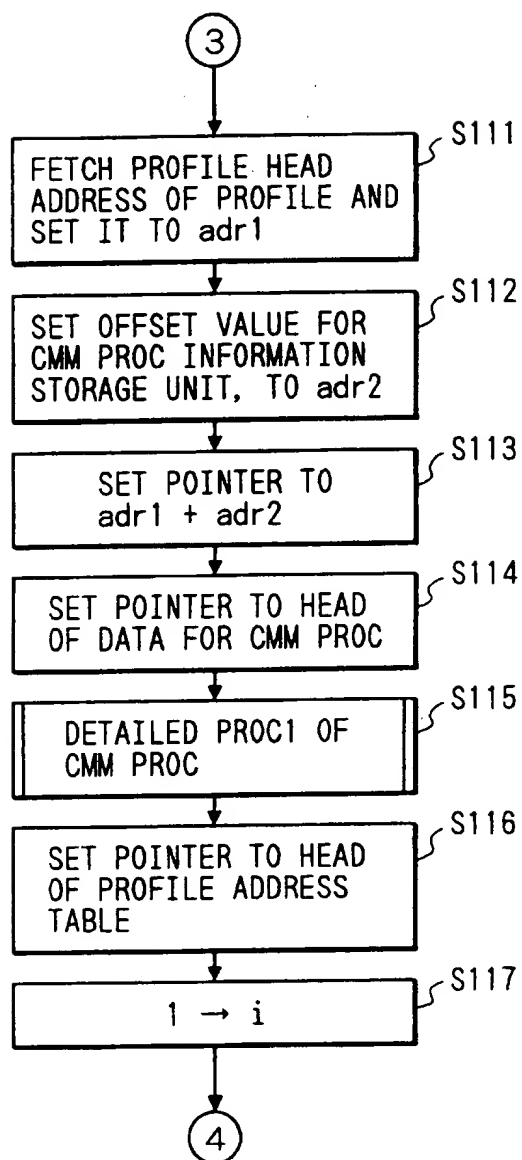 3
S111
FETCH PROFILE HEAD
ADDRESS OF PROFILE AND
SET IT TO adr1
S112
SET OFFSET VALUE FOR
CMM PROC INFORMATION
STORAGE UNIT, TO adr2
S113
SET POINTER TO
adr1 + adr2
S114
SET POINTER TO HEAD
OF DATA FOR CMM PROC
S115
DETAILED PROC1 OF
CMM PROC
S116
SET POINTER TO HEAD
OF PROFILE ADDRESS
TABLE
S117
1 → i
4